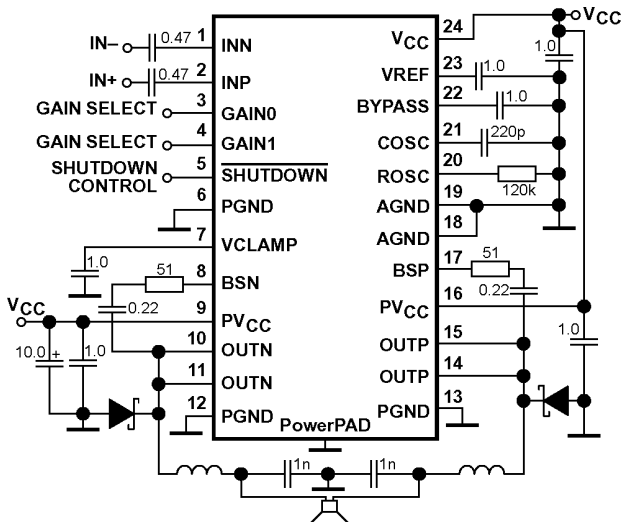 IN– 0.47 1 INN
IN+ 0.47 2 INP
GAIN SELECT 3 GAIN0
GAIN SELECT 4 GAIN1
SHUTDOWN CONTROL 5 SHUTDOWN
6 PGND
7 VCLAMP
1.0
51 8 BSN
0.22
VCC 9 PVCC
10 OUTN
10.0 + 1.0
11 OUTN
12 PGND
PowerPAD
24 VCC VCC
1.0
23 VREF 1.0
22 BYPASS 1.0
21 COSC 220p
20 ROSC 120k
19 AGND
18 AGND
17 BSP 51
0.22
16 PVCC
1.0
15 OUTP
14 OUTP
13 PGND
1n 1n